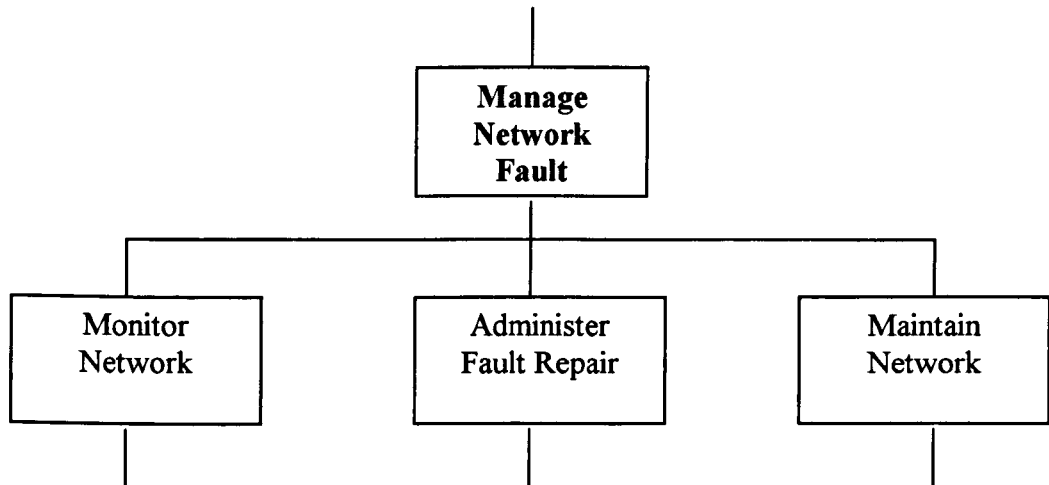 Manage
Network
Fault
Monitor
Network
Administer
Fault Repair
Maintain
Network